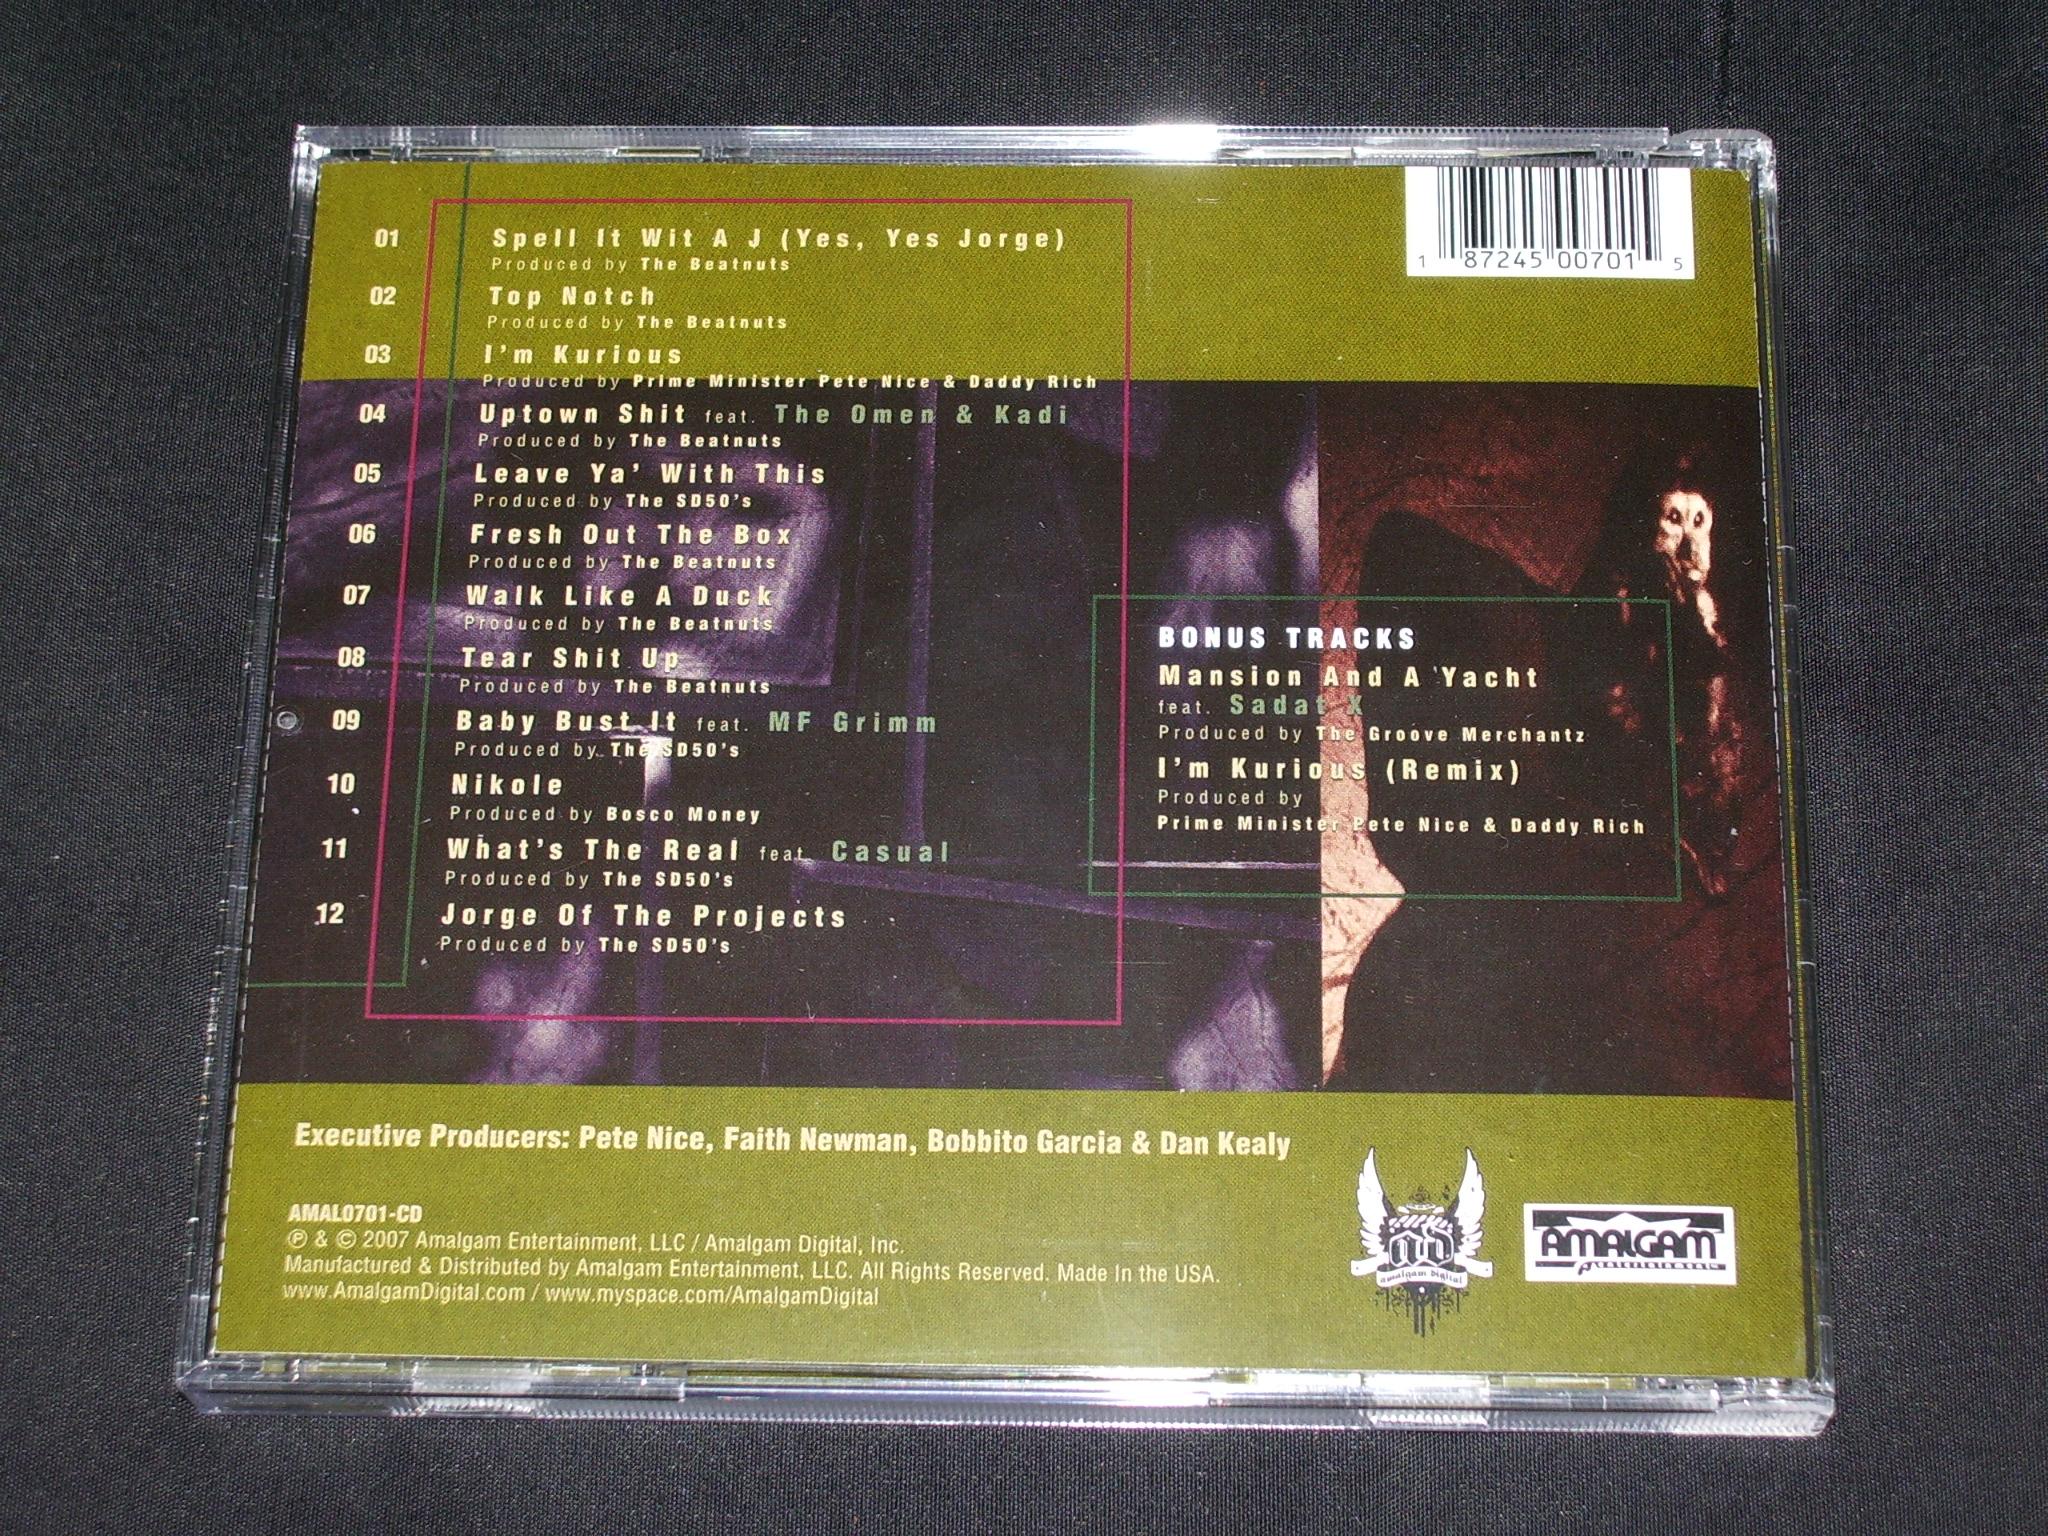 01 Spell It Wit A J (Yes, Yes Jorge)
Produced by The Beatnuts
02 Top Notch
Produced by The Beatnuts
03 I'm Kurious
Produced by Prime Minister Pete Nice & Daddy Rich
04 Uptown Shit feat. The Omen & Kadi
Produced by The Beatnuts
05 Leave Ya' With This
Produced by The SD50's
06 Fresh Out The Box
Produced by The Beatnuts
07 Walk Like A Duck
Produced by The Beatnuts
08 Tear Shit Up
Produced by The Beatnuts
09 Baby Bust It feat. MF Grimm
Produced by The SD50's
10 Nikole
Produced by Bosco Money
11 What's The Real feat. Casual
Produced by The SD50's
12 Jorge Of The Projects
Produced by The SD50's
1 87245 00701 5
BONUS TRACKS
Mansion And A Yacht
feat. Sadat X
Produced by The Groove Merchantz
I'm Kurious (Remix)
Produced by
Prime Minister Pete Nice & Daddy Rich
Executive Producers: Pete Nice, Faith Newman, Bobbito Garcia & Dan Kealy
AMAL0701-CD
℗ & © 2007 Amalgam Entertainment, LLC / Amalgam Digital, Inc.
Manufactured & Distributed by Amalgam Entertainment, LLC. All Rights Reserved. Made In the USA.
www.AmalgamDigital.com / www.myspace.com/AmalgamDigital
AD
amalgam digital
AMALGAM
entertainment